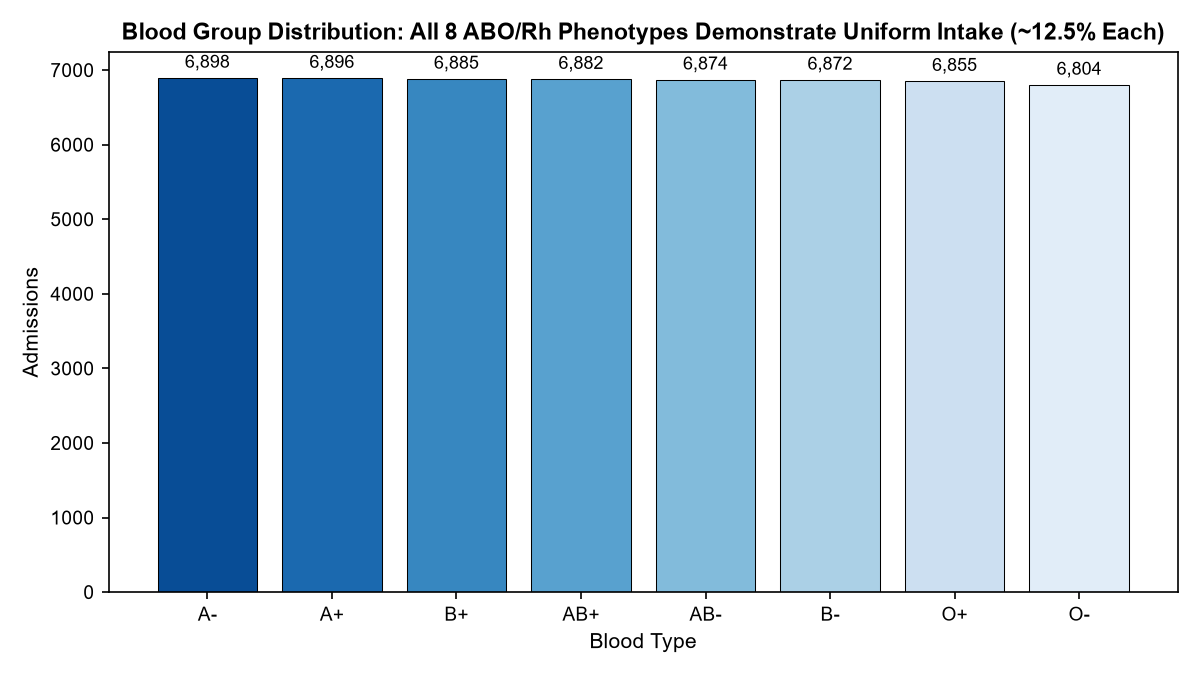 Blood Group Distribution: All 8 ABO/Rh Phenotypes Demonstrate Uniform Intake (~12.5% Each)
6,898 6,896 6,885 6,882 6,874 6,872 6,855 6,804
7000
6000
5000
4000
3000
2000
1000
0
Admissions
A- A+ B+ AB+ AB- B- O+ O-
Blood Type